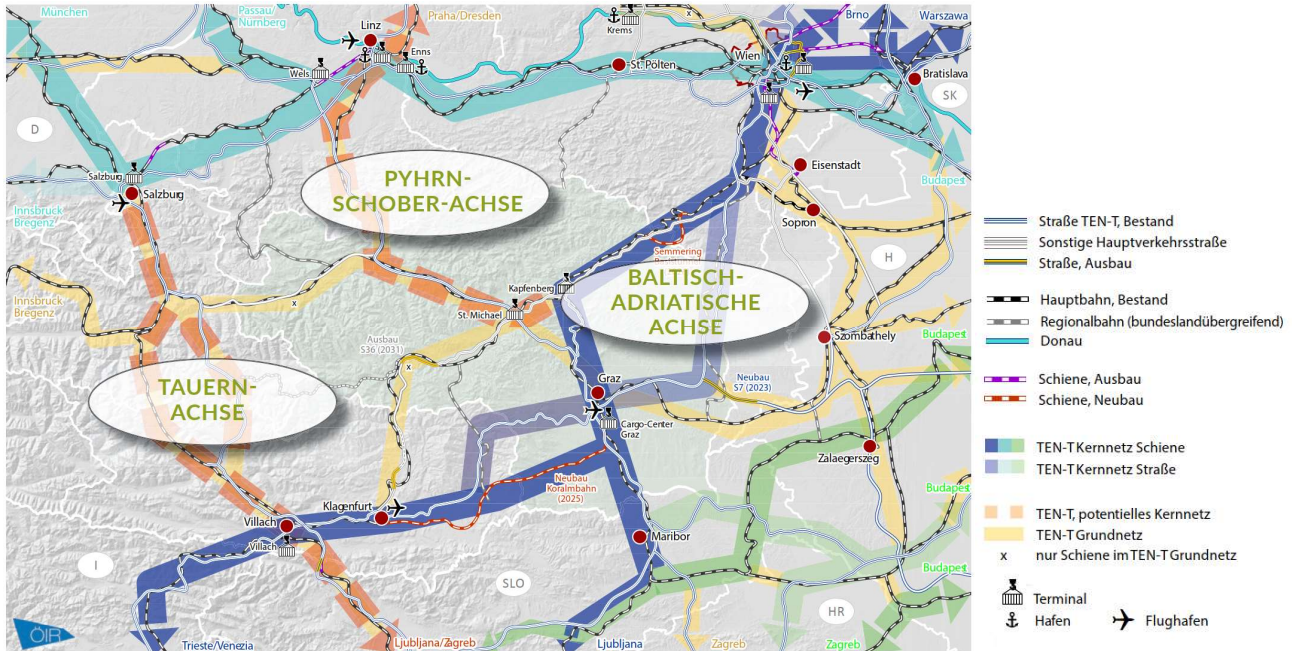 München
Passau/
Nürnberg
Praha/Dresden
Linz
Enns
Wels
Krems
St. Pölten
Wien
Brno
Warszawa
Bratislava
SK
D
Salzburg
Salzburg
Innsbruck
Bregenz
PYHRN-
SCHOBER-ACHSE
Eisenstadt
Budapest
Sopron
H
Semmering
Kapfenberg
BALTISCH-
ADRIATISCHE
ACHSE
Innsbruck
Bregenz
x
x
x
St. Michael
Ausbau
S36 (2031)
Szombathely
Budapest
TAUERN-
ACHSE
Neubau
S7 (2023)
Graz
Cargo-Center
Graz
Zalaegerszeg
Neubau
Koralmbahn
(2025)
Budapest
Klagenfurt
Villach
Villach
Maribor
I
SLO
HR
Budapest
ÖIR
Trieste/Venezia
Ljubljana/Zagreb
Ljubljana
Zagreb
Zagreb
Straße TEN-T, Bestand
Sonstige Hauptverkehrsstraße
Straße, Ausbau
Hauptbahn, Bestand
Regionalbahn (bundeslandübergreifend)
Donau
Schiene, Ausbau
Schiene, Neubau
TEN-T Kernnetz Schiene
TEN-T Kernnetz Straße
TEN-T, potentielles Kernnetz
TEN-T Grundnetz
x nur Schiene im TEN-T Grundnetz
Terminal
Hafen
Flughafen